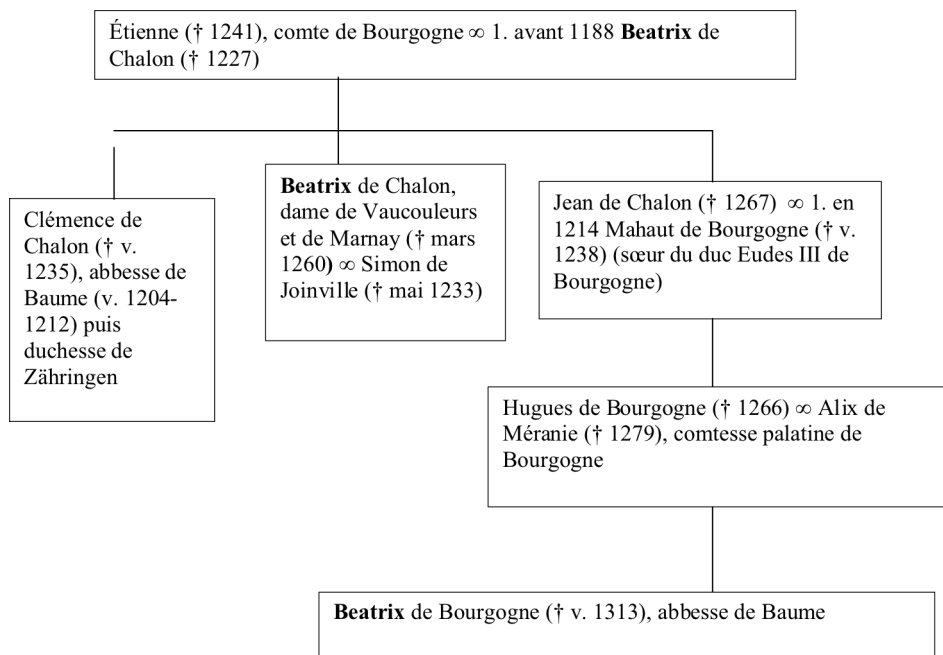 Étienne († 1241), comte de Bourgogne ∞ 1. avant 1188 Beatrix de
Chalon († 1227)
Clémence de
Chalon († v.
1235), abbesse de
Baume (v. 1204-
1212) puis
duchesse de
Zähringen
Beatrix de Chalon,
dame de Vaucouleurs
et de Marnay († mars
1260) ∞ Simon de
Joinville († mai 1233)
Jean de Chalon († 1267) ∞ 1. en
1214 Mahaut de Bourgogne († v.
1238) (sœur du duc Eudes III de
Bourgogne)
Hugues de Bourgogne († 1266) ∞ Alix de
Méranie († 1279), comtesse palatine de
Bourgogne
Beatrix de Bourgogne († v. 1313), abbesse de Baume